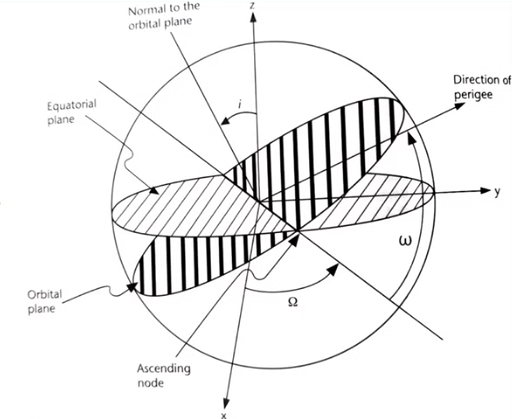 Normal to the
orbital plane
z
Direction of
perigee
Equatorial
plane
i
y
ω
Orbital
plane
Ω
Ascending
node
x